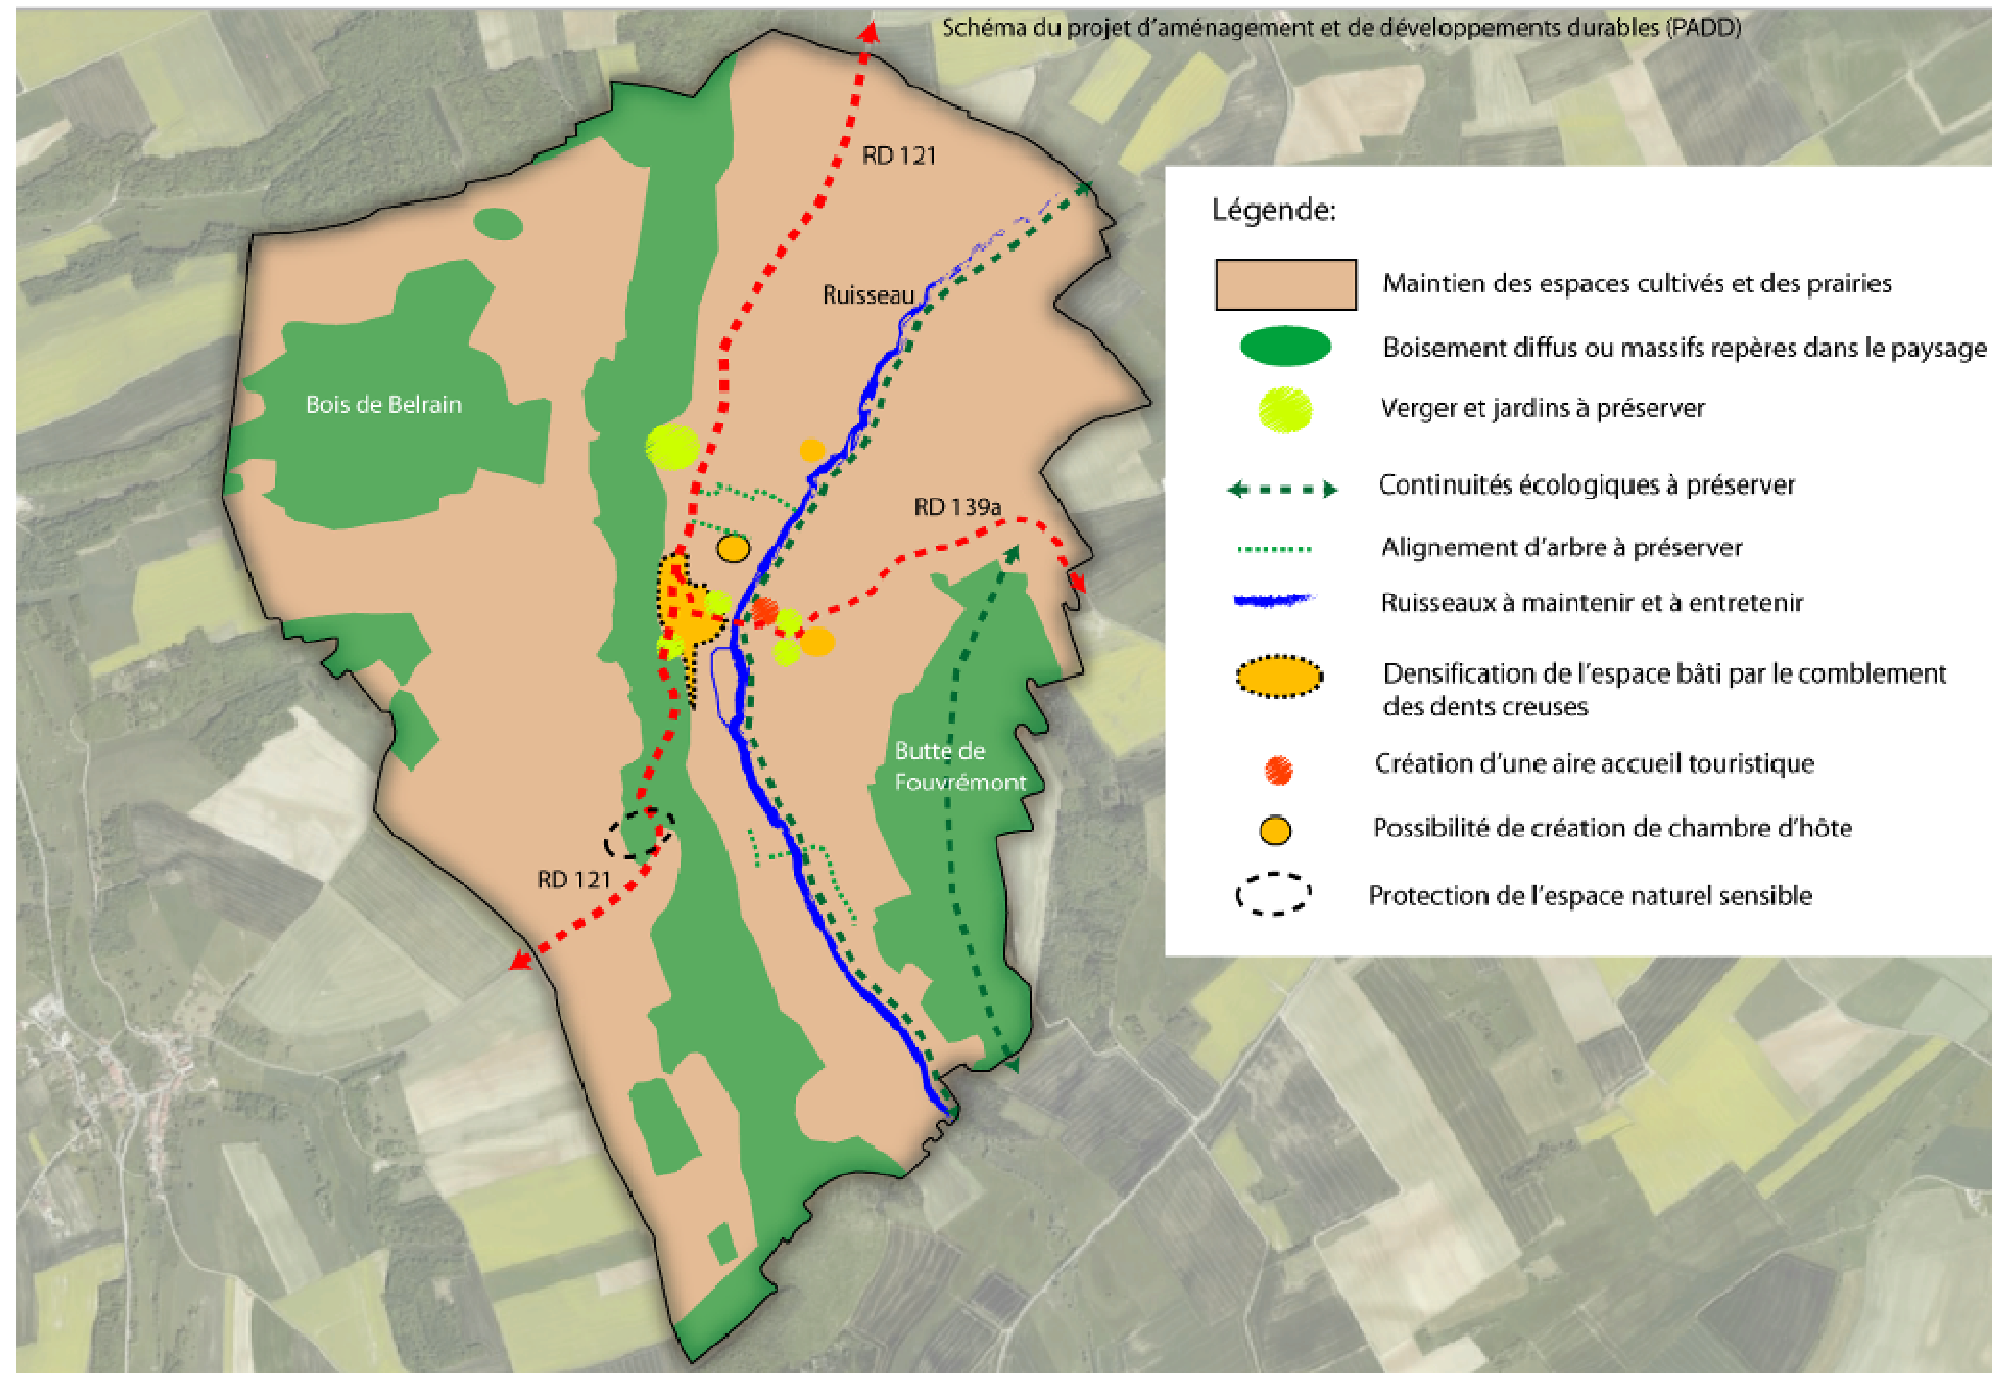 Schéma du projet d'aménagement et de développements durables (PADD)
RD 121
Ruisseau
Bois de Belrain
RD 139a
Butte de
Fouvrémont
RD 121
Légende:
Maintien des espaces cultivés et des prairies
Boisement diffus ou massifs repères dans le paysage
Verger et jardins à préserver
Continuités écologiques à préserver
Alignement d'arbre à préserver
Ruisseaux à maintenir et à entretenir
Densification de l'espace bâti par le comblement
des dents creuses
Création d'une aire accueil touristique
Possibilité de création de chambre d'hôte
Protection de l'espace naturel sensible